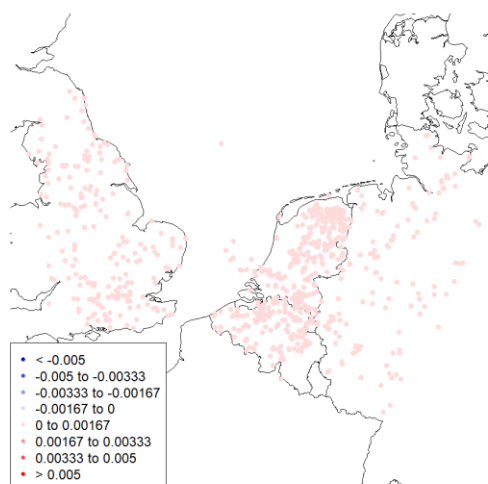 < -0.005
-0.005 to -0.00333
-0.00333 to -0.00167
-0.00167 to 0
0 to 0.00167
0.00167 to 0.00333
0.00333 to 0.005
> 0.005